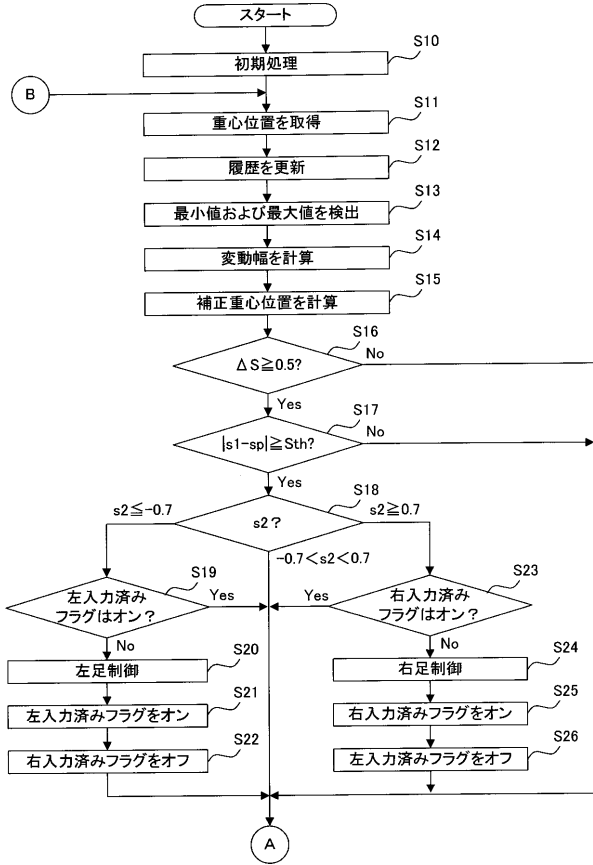 スタート
S10
初期処理
B
S11
重心位置を取得
S12
履歴を更新
S13
最小値および最大値を検出
S14
変動幅を計算
S15
補正重心位置を計算
S16
ΔS≧0.5?
No
Yes
S17
|s1-sp|≧Sth?
No
Yes
S18
s2?
s2≦-0.7
s2≧0.7
-0.7<s2<0.7
S19
左入力済み
フラグはオン?
Yes
No
S20
左足制御
S21
左入力済みフラグをオン
S22
右入力済みフラグをオフ
S23
右入力済み
フラグはオン?
Yes
No
S24
右足制御
S25
右入力済みフラグをオン
S26
左入力済みフラグをオフ
A